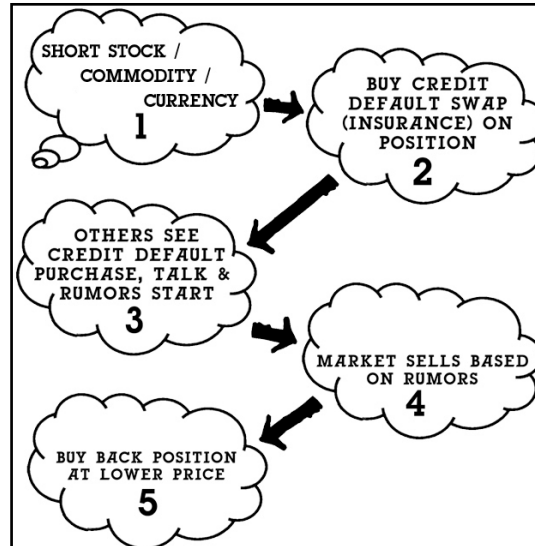 SHORT STOCK /
COMMODITY /
CURRENCY
1
BUY CREDIT
DEFAULT SWAP
(INSURANCE) ON
POSITION
2
OTHERS SEE
CREDIT DEFAULT
PURCHASE, TALK &
RUMORS START
3
MARKET SELLS BASED
ON RUMORS
4
BUY BACK POSITION
AT LOWER PRICE
5